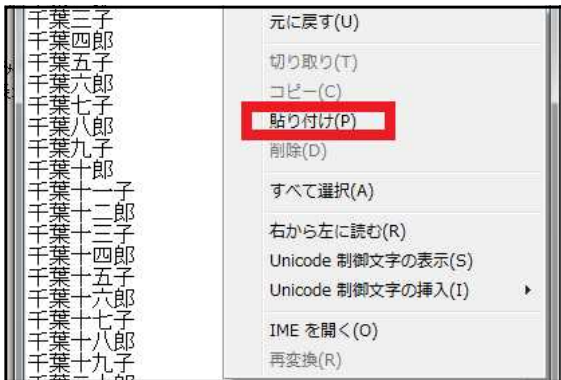 千葉三子
千葉四郎
千葉五子
千葉六郎
千葉七子
千葉八郎
千葉九子
千葉十郎
千葉十一子
千葉十二郎
千葉十三子
千葉十四郎
千葉十五子
千葉十六郎
千葉十七子
千葉十八郎
千葉十九子
元に戻す(U)
切り取り(T)
コピー(C)
貼り付け(P)
削除(D)
すべて選択(A)
右から左に読む(R)
Unicode 制御文字の表示(S)
Unicode 制御文字の挿入(I)
IME を開く(O)
再変換(R)